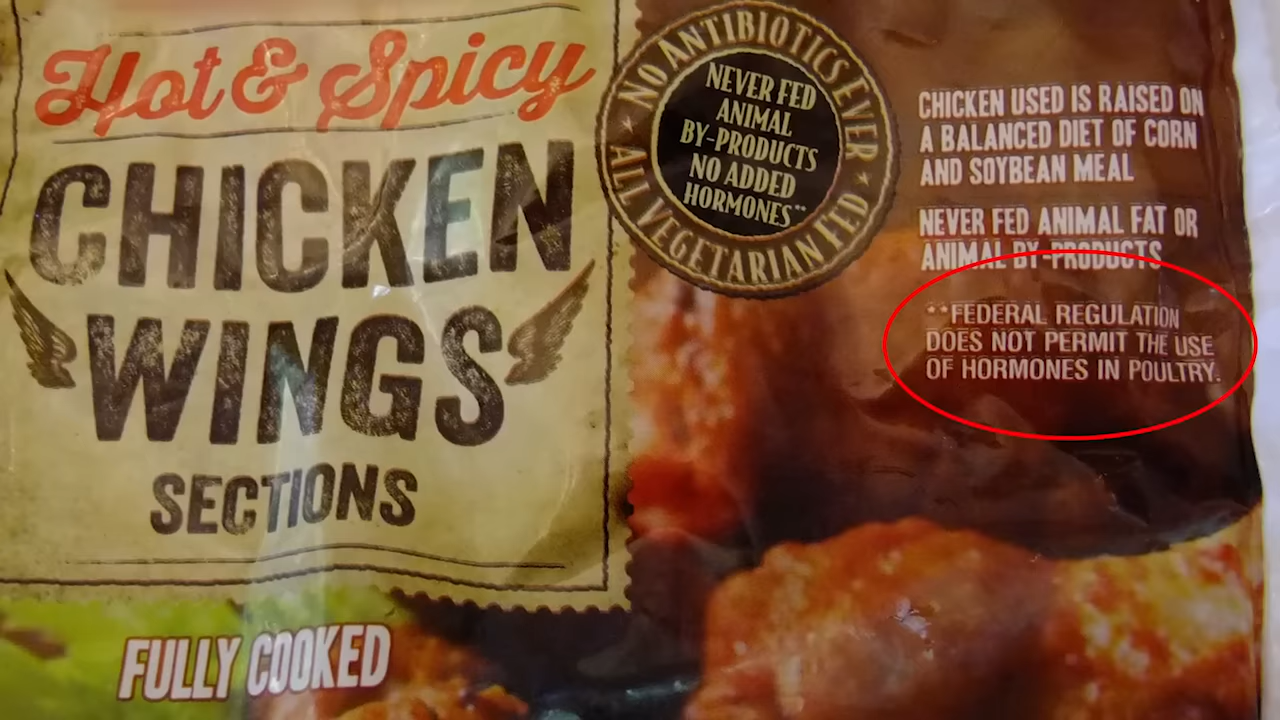 Hot & Spicy
CHICKEN
WINGS
SECTIONS
FULLY COOKED
NO ANTIBIOTICS EVER
ALL VEGETARIAN FED
NEVER FED
ANIMAL
BY-PRODUCTS
NO ADDED
HORMONES**
CHICKEN USED IS RAISED ON
A BALANCED DIET OF CORN
AND SOYBEAN MEAL
NEVER FED ANIMAL FAT OR
ANIMAL BY-PRODUCTS
**FEDERAL REGULATION
DOES NOT PERMIT THE USE
OF HORMONES IN POULTRY.